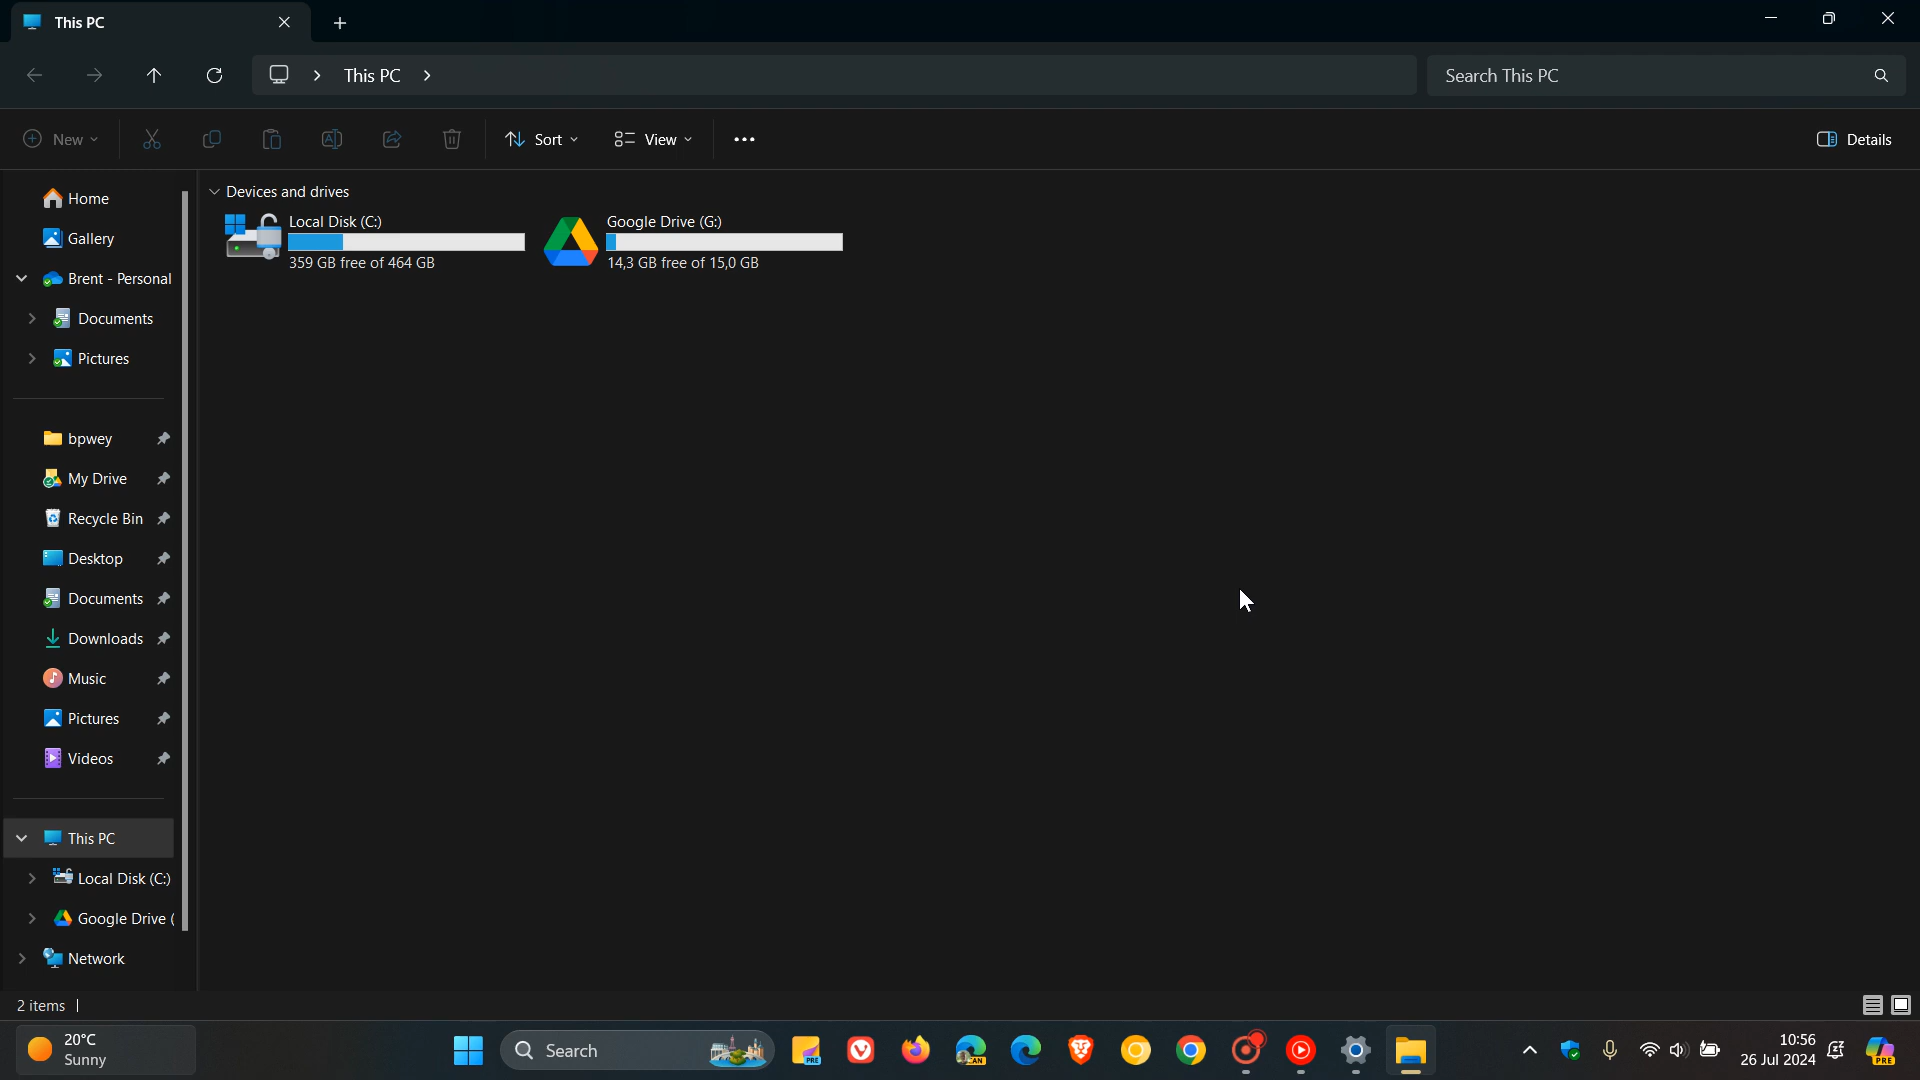 This PC
This PC
Search This PC
New
Sort
View
Details
Home
Gallery
Brent - Personal
Documents
Pictures
bpwey
My Drive
Recycle Bin
Desktop
Documents
Downloads
Music
Pictures
Videos
This PC
Local Disk (C:)
Google Drive (
Network
Devices and drives
Local Disk (C:)
359 GB free of 464 GB
Google Drive (G:)
14,3 GB free of 15,0 GB
2 items
20°C
Sunny
Search
PRE
CAN
10:56
26 Jul 2024
PRE